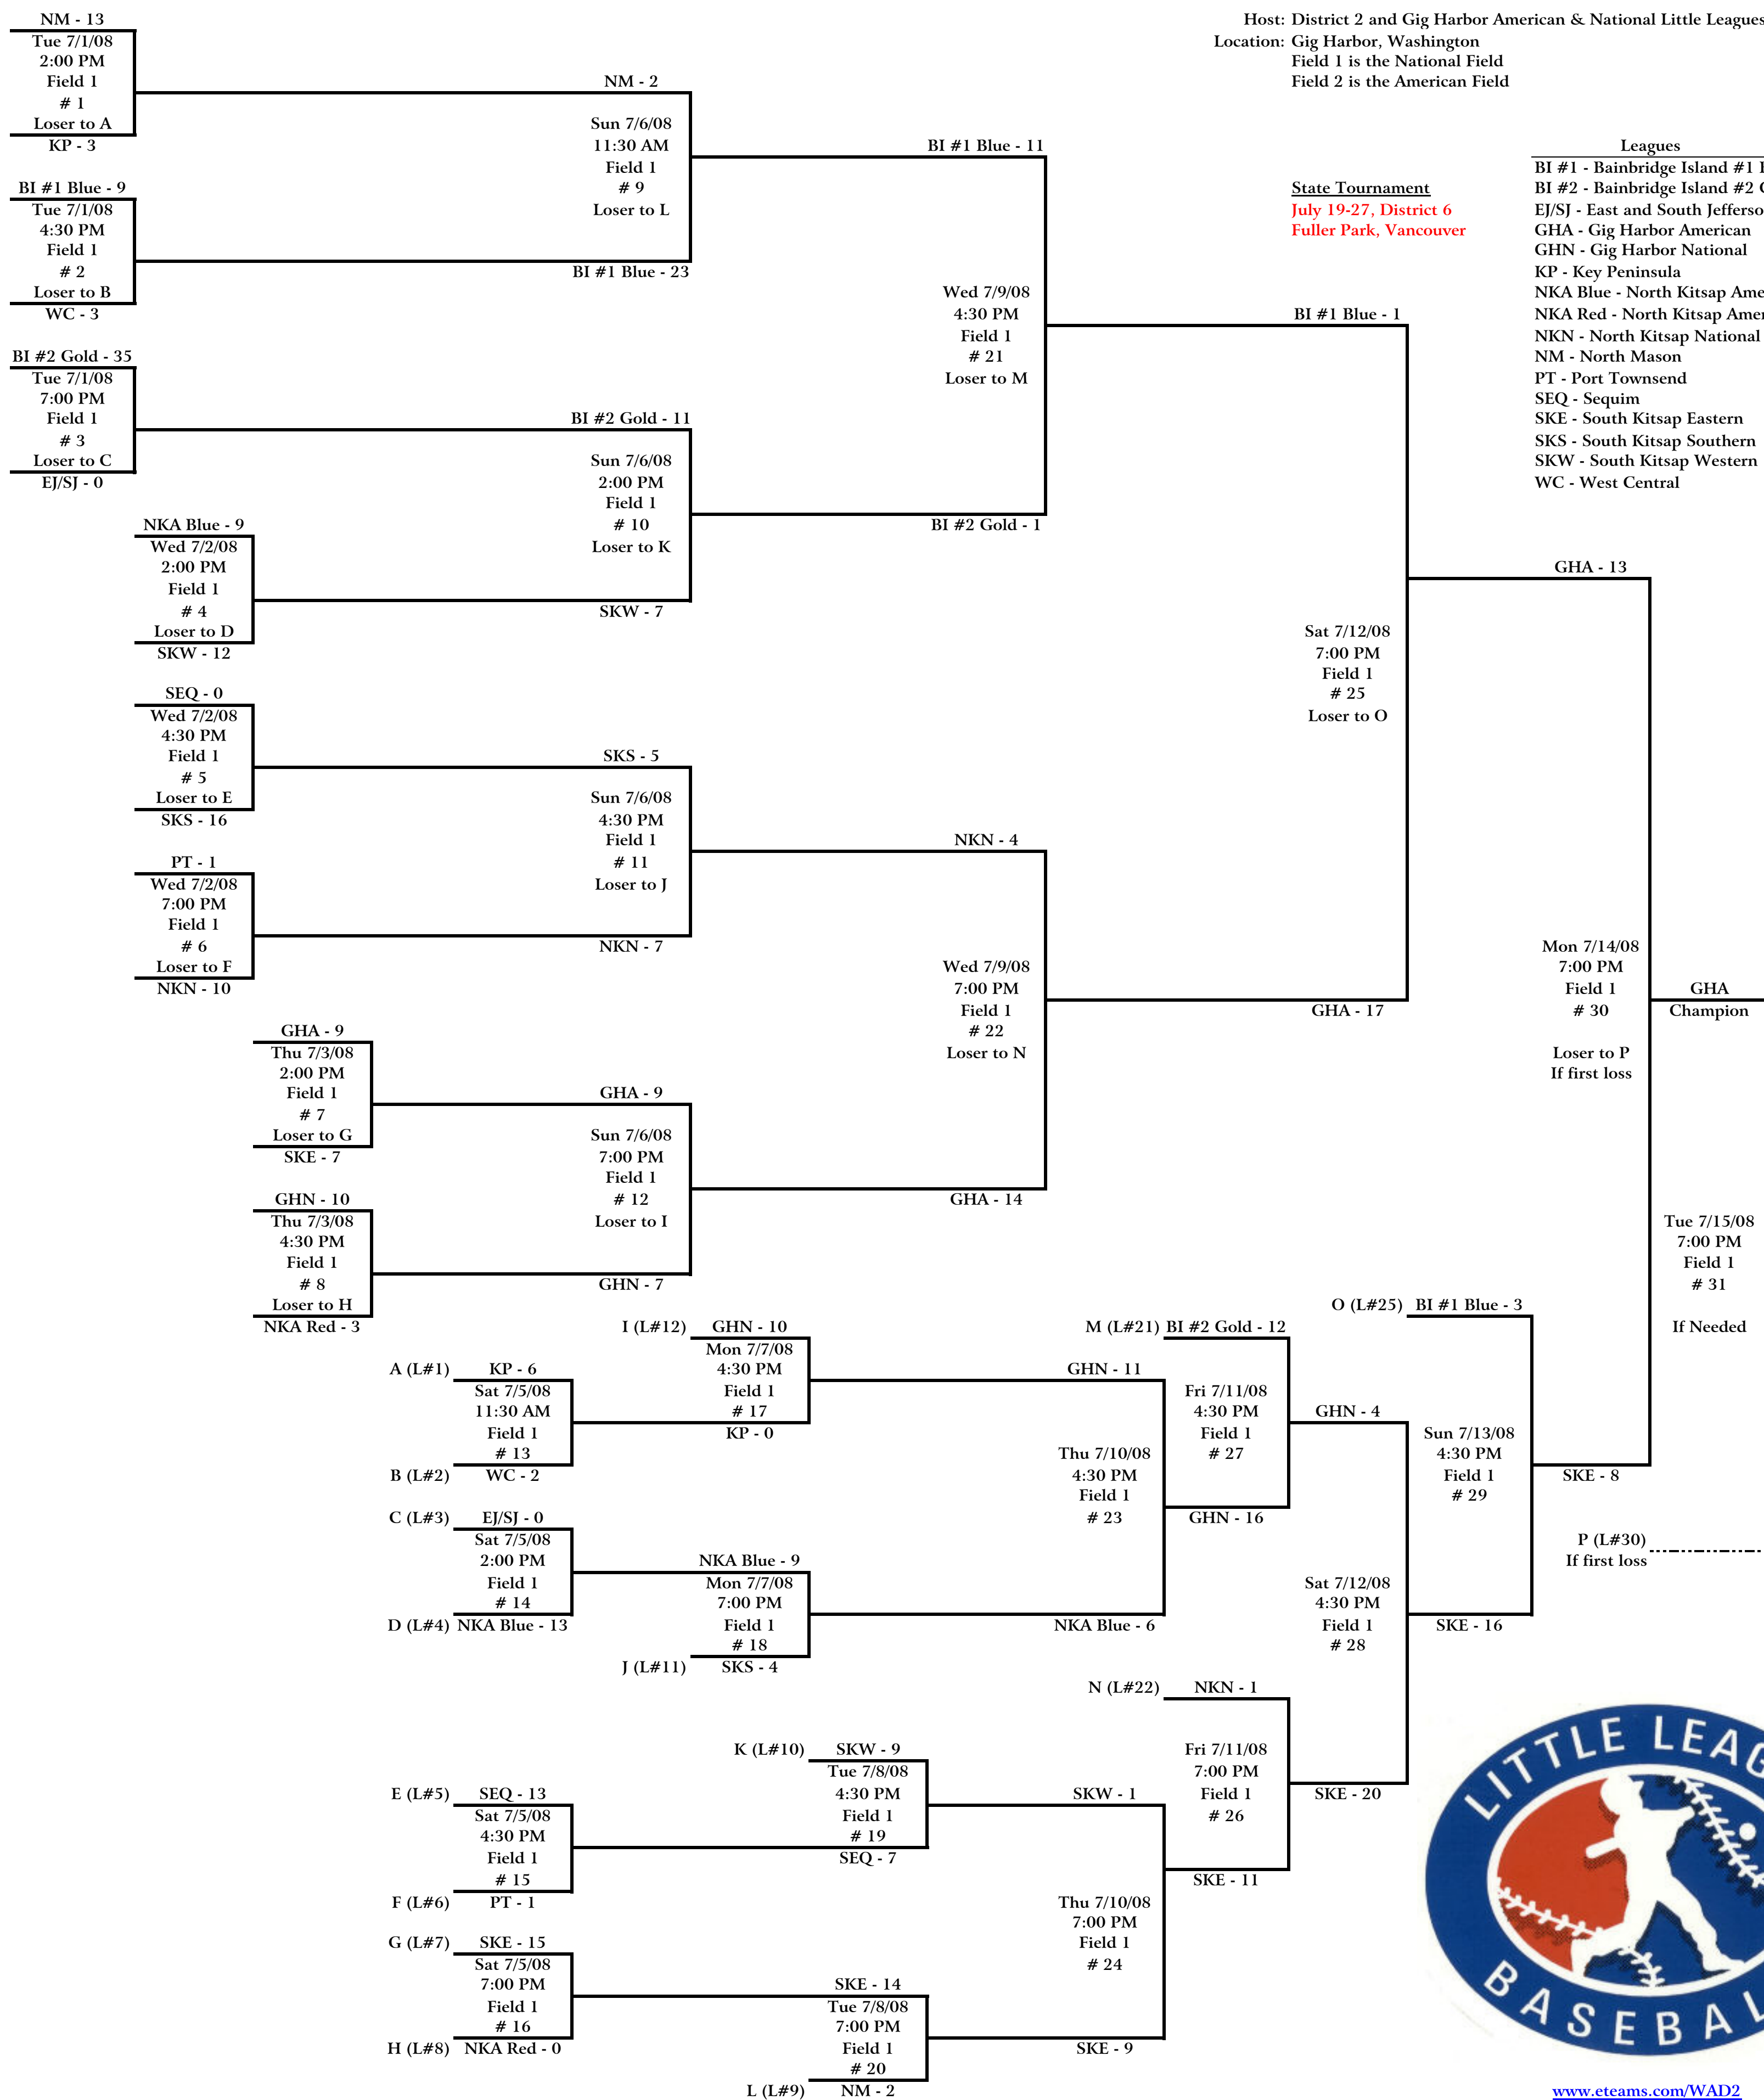 NM - 13
Tue 7/1/08
2:00 PM
Field 1
# 1
Loser to A
KP - 3
BI #1 Blue - 9
Tue 7/1/08
4:30 PM
Field 1
# 2
Loser to B
WC - 3
BI #2 Gold - 35
Tue 7/1/08
7:00 PM
Field 1
# 3
Loser to C
EJ/SJ - 0
NKA Blue - 9
Wed 7/2/08
2:00 PM
Field 1
# 4
Loser to D
SKW - 12
SEQ - 0
Wed 7/2/08
4:30 PM
Field 1
# 5
Loser to E
SKS - 16
PT - 1
Wed 7/2/08
7:00 PM
Field 1
# 6
Loser to F
NKN - 10
GHA - 9
Thu 7/3/08
2:00 PM
Field 1
# 7
Loser to G
SKE - 7
GHN - 10
Thu 7/3/08
4:30 PM
Field 1
# 8
Loser to H
NKA Red - 3
NM - 2
Sun 7/6/08
11:30 AM
Field 1
# 9
Loser to L
BI #1 Blue - 23
BI #2 Gold - 11
Sun 7/6/08
2:00 PM
Field 1
# 10
Loser to K
SKW - 7
SKS - 5
Sun 7/6/08
4:30 PM
Field 1
# 11
Loser to J
NKN - 7
GHA - 9
Sun 7/6/08
7:00 PM
Field 1
# 12
Loser to I
GHN - 7
BI #1 Blue - 11
Wed 7/9/08
4:30 PM
Field 1
# 21
Loser to M
BI #2 Gold - 1
NKN - 4
Wed 7/9/08
7:00 PM
Field 1
# 22
Loser to N
GHA - 14
BI #1 Blue - 1
Sat 7/12/08
7:00 PM
Field 1
# 25
Loser to O
GHA - 17
GHA - 13
Mon 7/14/08
7:00 PM
Field 1
# 30
Loser to P
If first loss
SKE - 8
GHA
Champion
Tue 7/15/08
7:00 PM
Field 1
# 31
If Needed
P (L#30)
If first loss
Host: District 2 and Gig Harbor American & National Little Leagues
Location: Gig Harbor, Washington
Field 1 is the National Field
Field 2 is the American Field
State Tournament
July 19-27, District 6
Fuller Park, Vancouver
Leagues
BI #1 - Bainbridge Island #1
BI #2 - Bainbridge Island #2
EJ/SJ - East and South
GHA - Gig Harbor American
GHN - Gig Harbor National
KP - Key Peninsula
NKA Blue - North Kitsap
NKA Red - North Kitsap
NKN - North Kitsap National
NM - North Mason
PT - Port Townsend
SEQ - Sequim
SKE - South Kitsap Eastern
SKS - South Kitsap Southern
SKW - South Kitsap Western
WC - West Central
A (L#1) KP - 6
Sat 7/5/08
11:30 AM
Field 1
# 13
B (L#2) WC - 2
C (L#3) EJ/SJ - 0
Sat 7/5/08
2:00 PM
Field 1
# 14
D (L#4) NKA Blue - 13
E (L#5) SEQ - 13
Sat 7/5/08
4:30 PM
Field 1
# 15
F (L#6) PT - 1
G (L#7) SKE - 15
Sat 7/5/08
7:00 PM
Field 1
# 16
H (L#8) NKA Red - 0
I (L#12) GHN - 10
Mon 7/7/08
4:30 PM
Field 1
# 17
KP - 0
NKA Blue - 9
Mon 7/7/08
7:00 PM
Field 1
# 18
J (L#11) SKS - 4
K (L#10) SKW - 9
Tue 7/8/08
4:30 PM
Field 1
# 19
SEQ - 7
SKE - 14
Tue 7/8/08
7:00 PM
Field 1
# 20
L (L#9) NM - 2
GHN - 11
Thu 7/10/08
4:30 PM
Field 1
# 23
NKA Blue - 6
SKW - 1
Thu 7/10/08
7:00 PM
Field 1
# 24
SKE - 9
M (L#21) BI #2 Gold - 12
Fri 7/11/08
4:30 PM
Field 1
# 27
GHN - 16
N (L#22) NKN - 1
Fri 7/11/08
7:00 PM
Field 1
# 26
SKE - 11
GHN - 4
Sat 7/12/08
4:30 PM
Field 1
# 28
SKE - 20
O (L#25) BI #1 Blue - 3
Sun 7/13/08
4:30 PM
Field 1
# 29
SKE - 16
LITTLE
www.eteams.com/WAD2